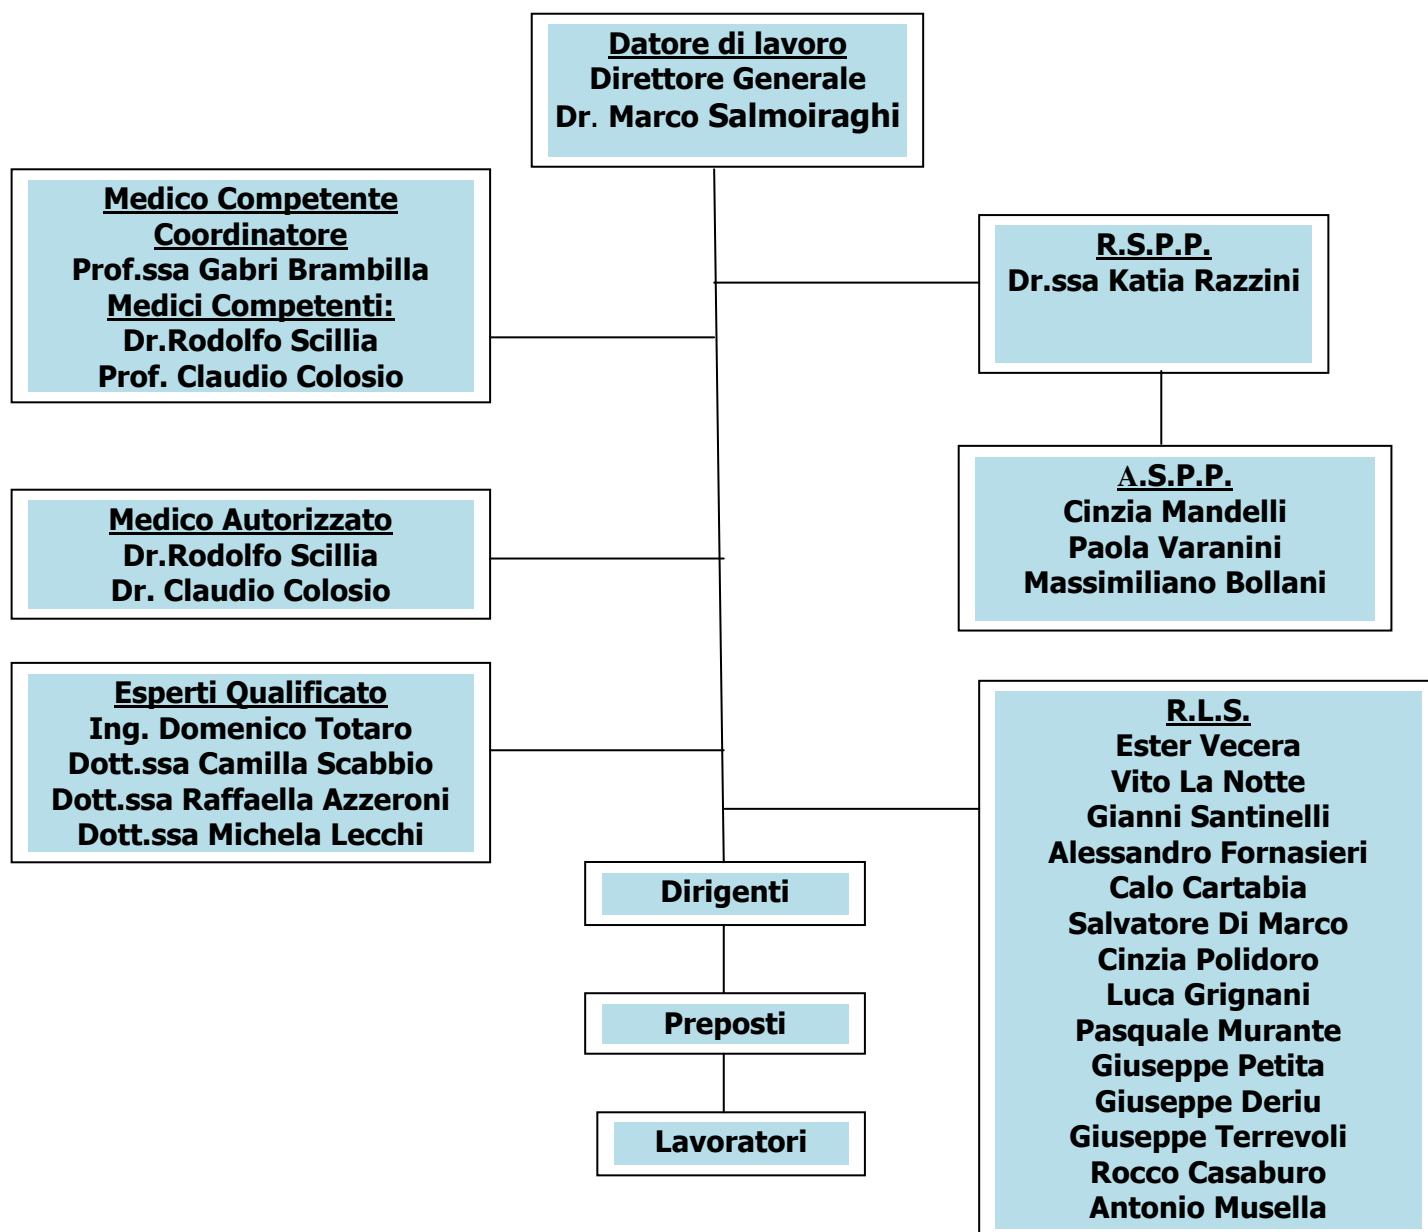 Datore di lavoro
Direttore Generale
Dr. Marco Salmoiraghi
Medico Competente
Coordinatore
Prof.ssa Gabri Brambilla
Medici Competenti:
Dr.Rodolfo Scillia
Prof. Claudio Colosio
R.S.P.P.
Dr.ssa Katia Razzini
A.S.P.P.
Cinzia Mandelli
Paola Varanini
Massimiliano Bollani
Medico Autorizzato
Dr.Rodolfo Scillia
Dr. Claudio Colosio
Esperti Qualificato
Ing. Domenico Totaro
Dott.ssa Camilla Scabbio
Dott.ssa Raffaella Azzeroni
Dott.ssa Michela Lecchi
R.L.S.
Ester Vecera
Vito La Notte
Gianni Santinelli
Alessandro Fornasieri
Calo Cartabia
Salvatore Di Marco
Cinzia Polidoro
Luca Grignani
Pasquale Murante
Giuseppe Petita
Giuseppe Deriu
Giuseppe Terrevoli
Rocco Casaburo
Antonio Musella
Dirigenti
Preposti
Lavoratori